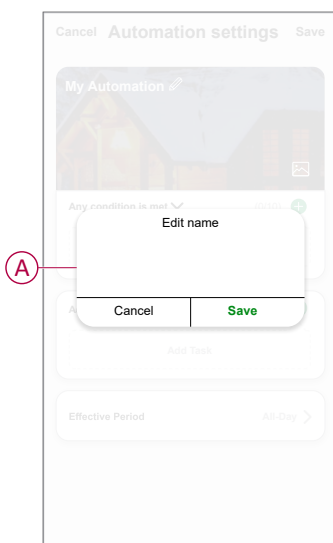 Cancel Automation settings Save
My Automation
Any condition is met
Edit name
A
Cancel Save
Add Task
Effective Period All-Day